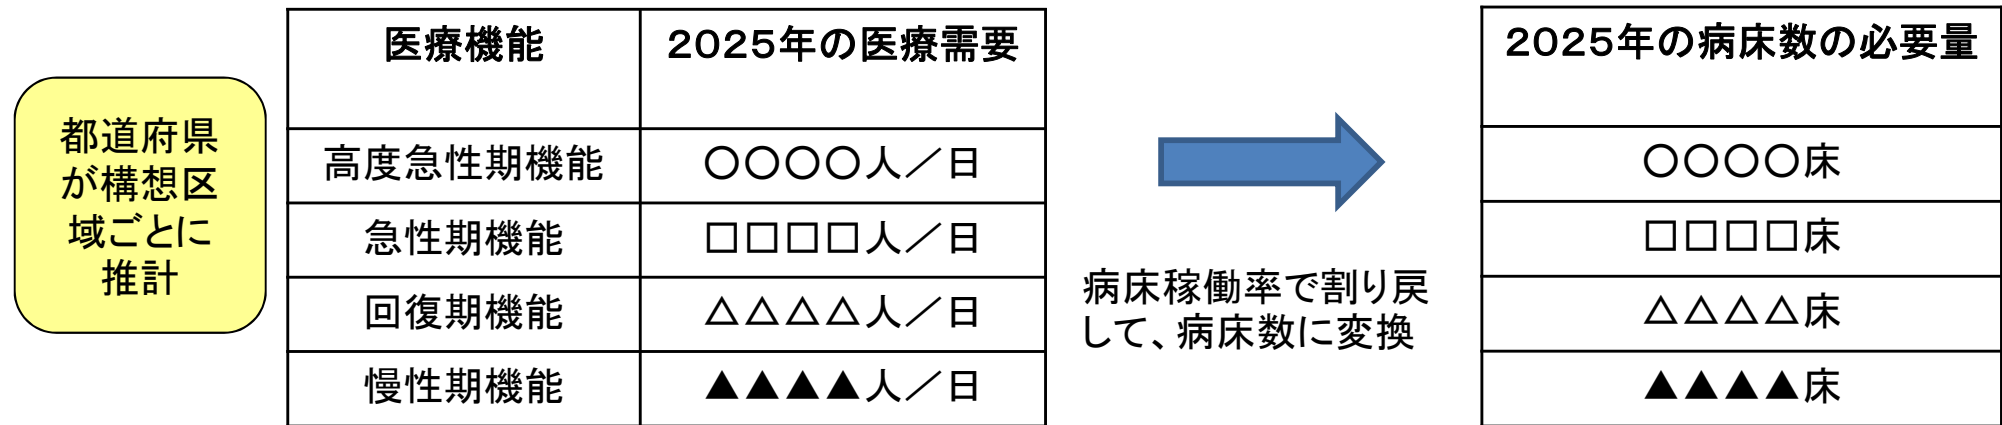 都道府県
が構想区
域ごとに
推計
医療機能 2025年の医療需要
高度急性期機能 ○○○○人／日
急性期機能 □□□□人／日
回復期機能 △△△△人／日
慢性期機能 ▲▲▲▲人／日
病床稼働率で割り戻
して、病床数に変換
2025年の病床数の必要量
○○○○床
□□□□床
△△△△床
▲▲▲▲床